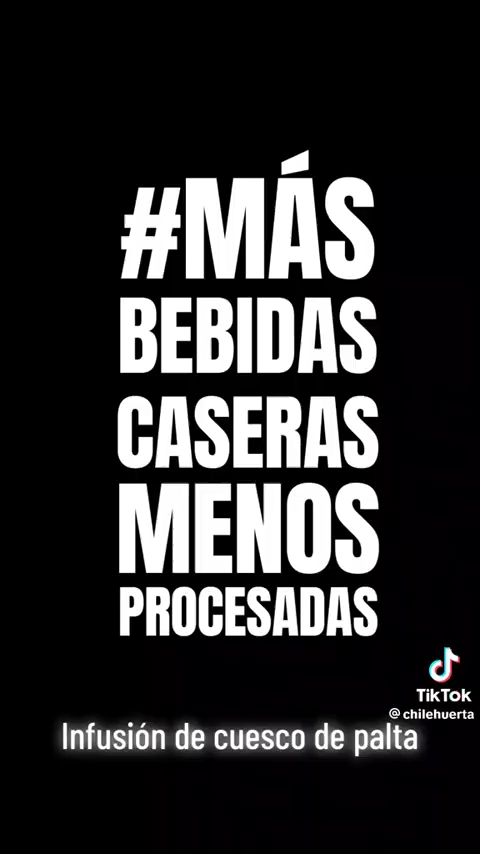 #MÁS
BEBIDAS
CASERAS
MENOS
PROCESADAS
TikTok
@chilehuerta
Infusión de cuesco de palta